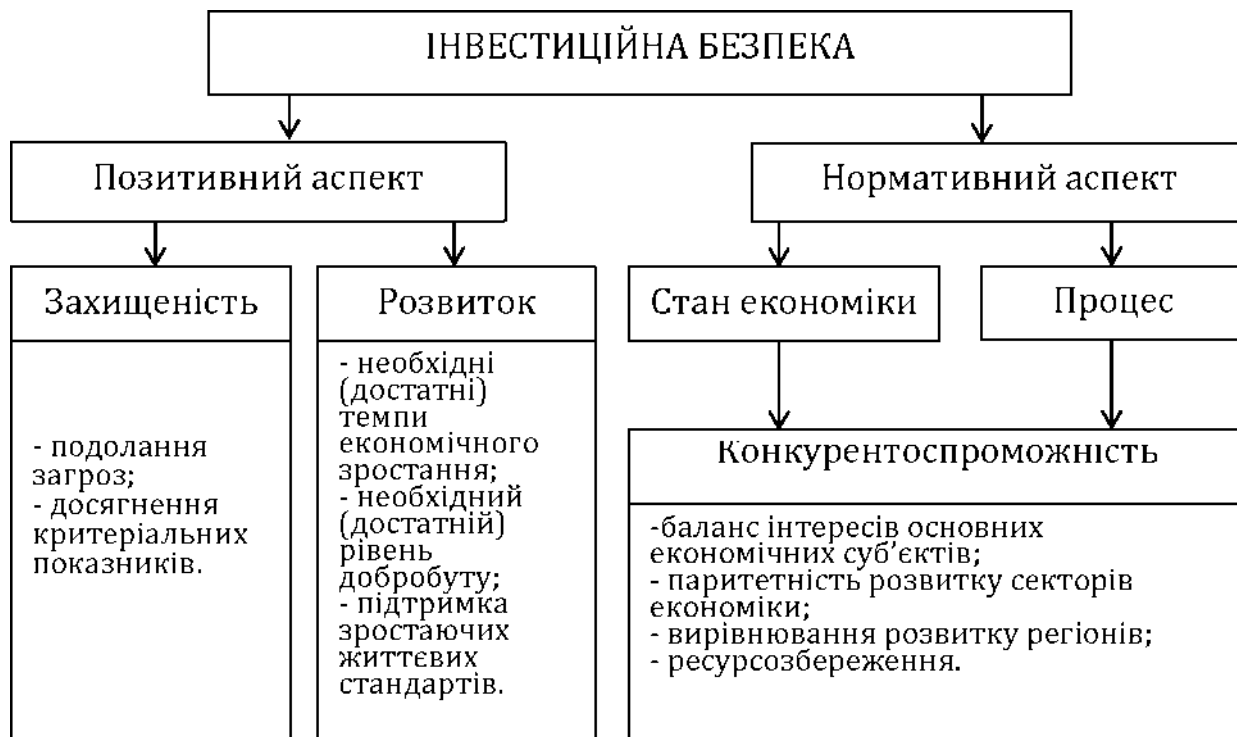 ІНВЕСТИЦІЙНА БЕЗПЕКА
Позитивний аспект
Нормативний аспект
Захищеність
Розвиток
Стан економіки
Процес
- подолання
загроз;
- досягнення
критеріальних
показників.
- необхідні
(достатні)
темпи
економічного
зростання;
- необхідний
(достатній)
рівень
добробуту;
- підтримка
зростаючих
життєвих
стандартів.
Конкурентоспроможність
-баланс інтересів основних
економічних суб’єктів;
- паритетність розвитку секторів
економіки;
- вирівнювання розвитку регіонів;
- ресурсозбереження.